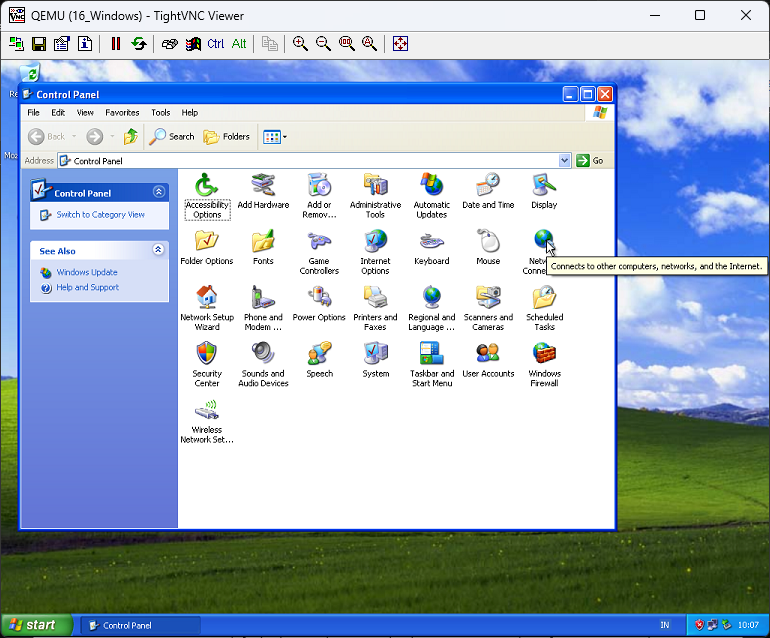 QEMU (16_Windows) - TightVNC Viewer
Ctrl Alt
Control Panel
File Edit View Favorites Tools Help
Back Search Folders
Address Control Panel Go
Control Panel
Switch to Category View
See Also
Windows Update
Help and Support
Accessibility
Options
Add Hardware
Add or
Remov...
Administrative
Tools
Automatic
Updates
Date and Time
Display
Folder Options
Fonts
Game
Controllers
Internet
Options
Keyboard
Mouse
Connects to other computers, networks, and the Internet.
Network Setup
Wizard
Phone and
Modem ...
Power Options
Printers and
Faxes
Regional and
Language ...
Scanners and
Cameras
Scheduled
Tasks
Security
Center
Sounds and
Audio Devices
Speech
System
Taskbar and
Start Menu
User Accounts
Windows
Firewall
Wireless
Network Set...
start Control Panel IN 10:07